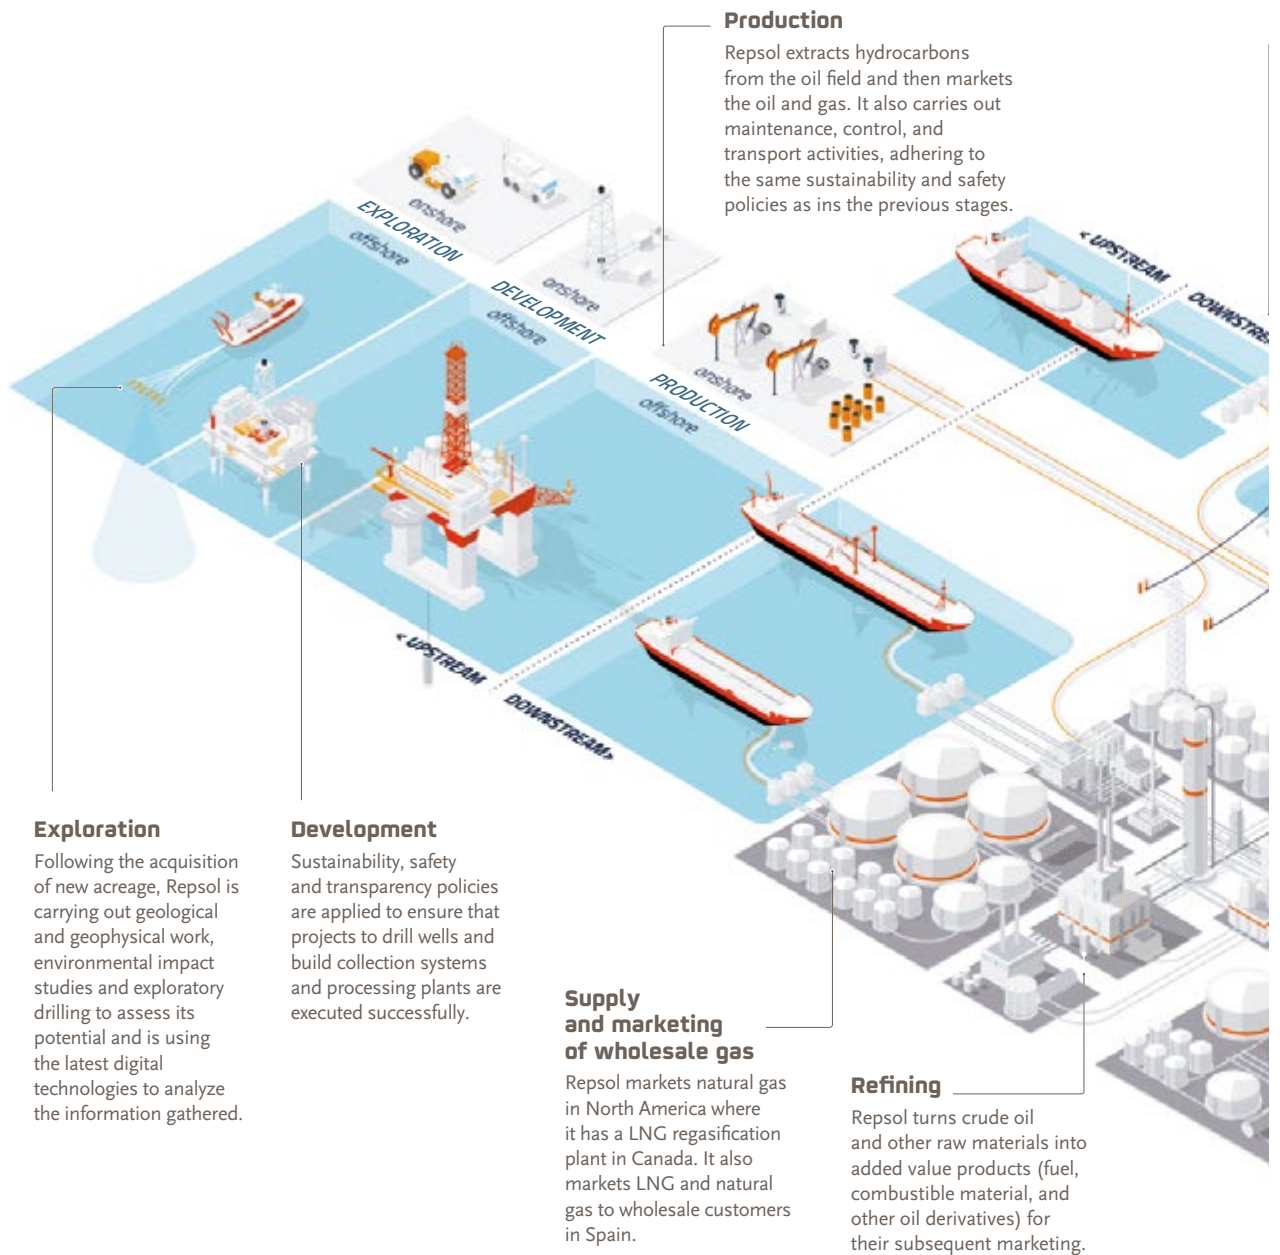 Production
Repsol extracts hydrocarbons
from the oil field and then markets
the oil and gas. It also carries out
maintenance, control, and
transport activities, adhering to
the same sustainability and safety
policies as ins the previous stages.
onshore
EXPLORATION
offshore
onshore
DEVELOPMENT
offshore
onshore
PRODUCTION
offshore
< UPSTREAM
DOWNSTREA
< UPSTREAM
DOWNSTREAM>
Exploration
Following the acquisition
of new acreage, Repsol is
carrying out geological
and geophysical work,
environmental impact
studies and exploratory
drilling to assess its
potential and is using
the latest digital
technologies to analyze
the information gathered.
Development
Sustainability, safety
and transparency policies
are applied to ensure that
projects to drill wells and
build collection systems
and processing plants are
executed successfully.
Supply
and marketing
of wholesale gas
Repsol markets natural gas
in North America where
it has a LNG regasification
plant in Canada. It also
markets LNG and natural
gas to wholesale customers
in Spain.
Refining
Repsol turns crude oil
and other raw materials into
added value products (fuel,
combustible material, and
other oil derivatives) for
their subsequent marketing.